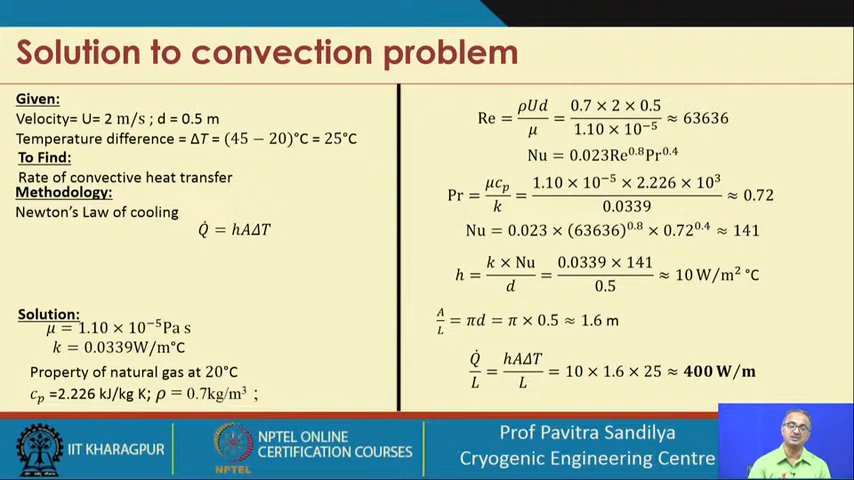 Solution to convection problem
Given:
Velocity= U= 2 m/s ; d = 0.5 m
Temperature difference = ΔT = (45 − 20)°C = 25°C
To Find:
Rate of convective heat transfer
Methodology:
Newton's Law of cooling
Q̇ = hAΔT
Solution:
μ = 1.10 × 10⁻⁵Pa s
k = 0.0339W/m°C
Property of natural gas at 20°C
cₚ =2.226 kJ/kg K; ρ = 0.7kg/m³ ;
Re = ρUd/μ = 0.7 × 2 × 0.5/1.10 × 10⁻⁵ ≈ 63636
Nu = 0.023Re⁰·⁸Pr⁰·⁴
Pr = μcₚ/k = 1.10 × 10⁻⁵ × 2.226 × 10³/0.0339 ≈ 0.72
Nu = 0.023 × (63636)⁰·⁸ × 0.72⁰·⁴ ≈ 141
h = k × Nu/d = 0.0339 × 141/0.5 ≈ 10 W/m² °C
A/L = πd = π × 0.5 ≈ 1.6 m
Q̇/L = hAΔT/L = 10 × 1.6 × 25 ≈ 400 W/m
IIT KHARAGPUR
NPTEL
NPTEL ONLINE
CERTIFICATION COURSES
Prof Pavitra Sandilya
Cryogenic Engineering Centre